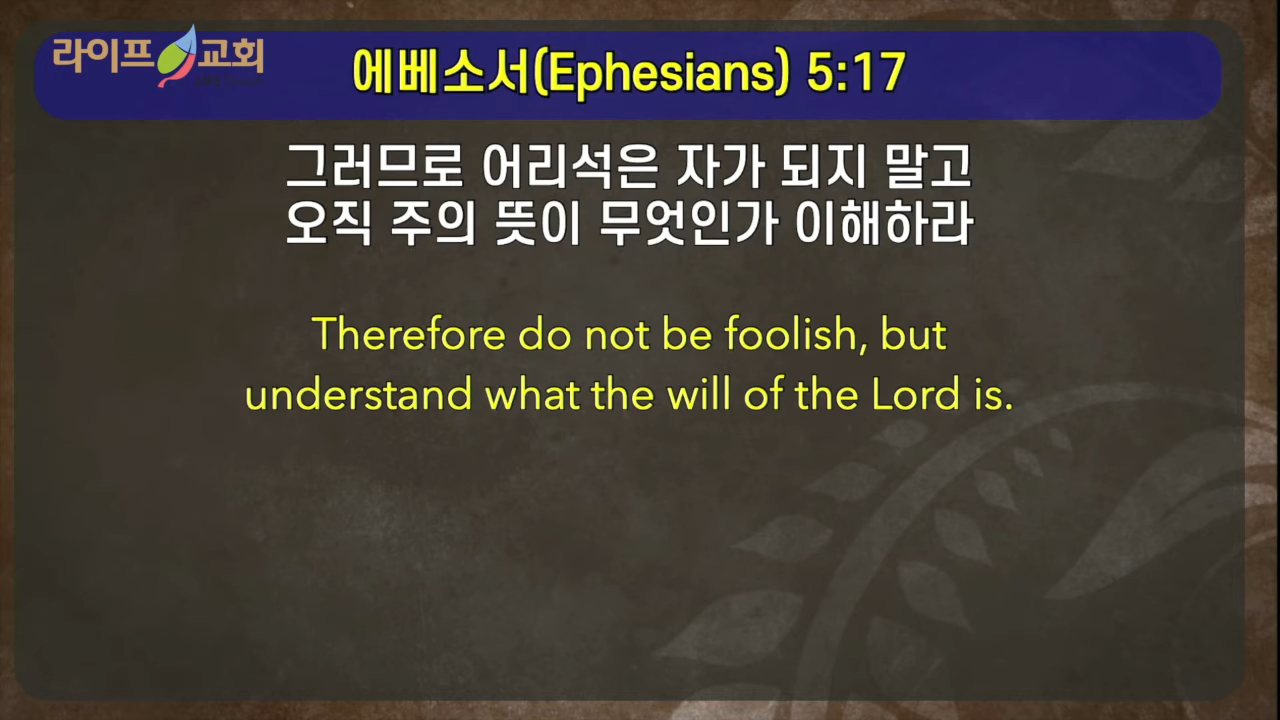 라이프 교회
에베소서(Ephesians) 5:17
그러므로 어리석은 자가 되지 말고
오직 주의 뜻이 무엇인가 이해하라
Therefore do not be foolish, but
understand what the will of the Lord is.